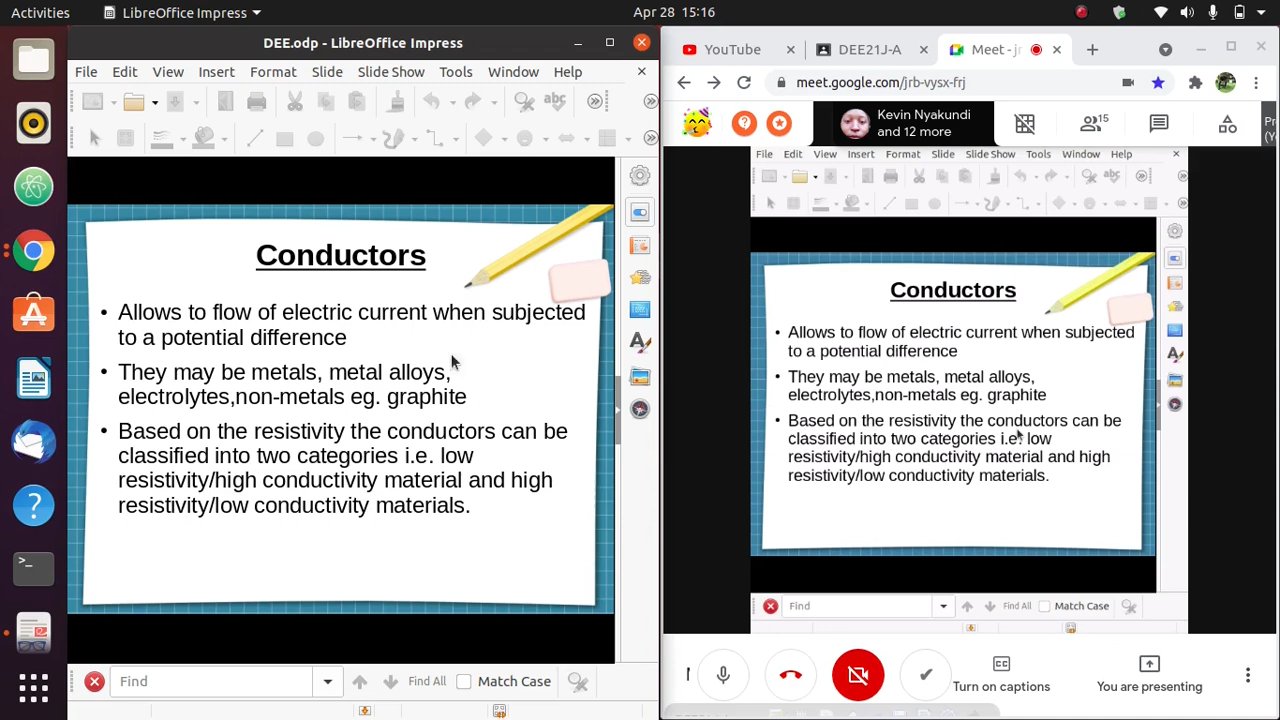 Activities
LibreOffice Impress
Apr 28 15:16
DEE.odp - LibreOffice Impress
File Edit View Insert Format Slide Slide Show Tools Window Help
Conductors
• Allows to flow of electric current when subjected
to a potential difference
• They may be metals, metal alloys,
electrolytes,non-metals eg. graphite
• Based on the resistivity the conductors can be
classified into two categories i.e. low
resistivity/high conductivity material and high
resistivity/low conductivity materials.
Find
Find All
Match Case
YouTube
DEE21J-A
Meet - jr
meet.google.com/jrb-vysx-frj
Kevin Nyakundi
and 12 more
15
File Edit View Insert Format Slide Slide Show Tools Window Help
Conductors
• Allows to flow of electric current when subjected
to a potential difference
• They may be metals, metal alloys,
electrolytes,non-metals eg. graphite
• Based on the resistivity the conductors can be
classified into two categories i.e. low
resistivity/high conductivity material and high
resistivity/low conductivity materials.
Find
Find All
Match Case
Turn on captions
You are presenting